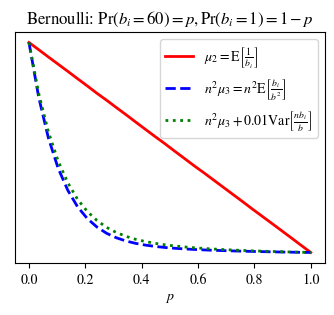 Bernoulli: Pr(b_i = 60) = p, Pr(b_i = 1) = 1 − p
μ_2 = E[1/b_i]
n^2μ_3 = n^2E[b_i/b^2]
n^2μ_3 + 0.01Var[nb_i/b]
0.0 0.2 0.4 0.6 0.8 1.0
p